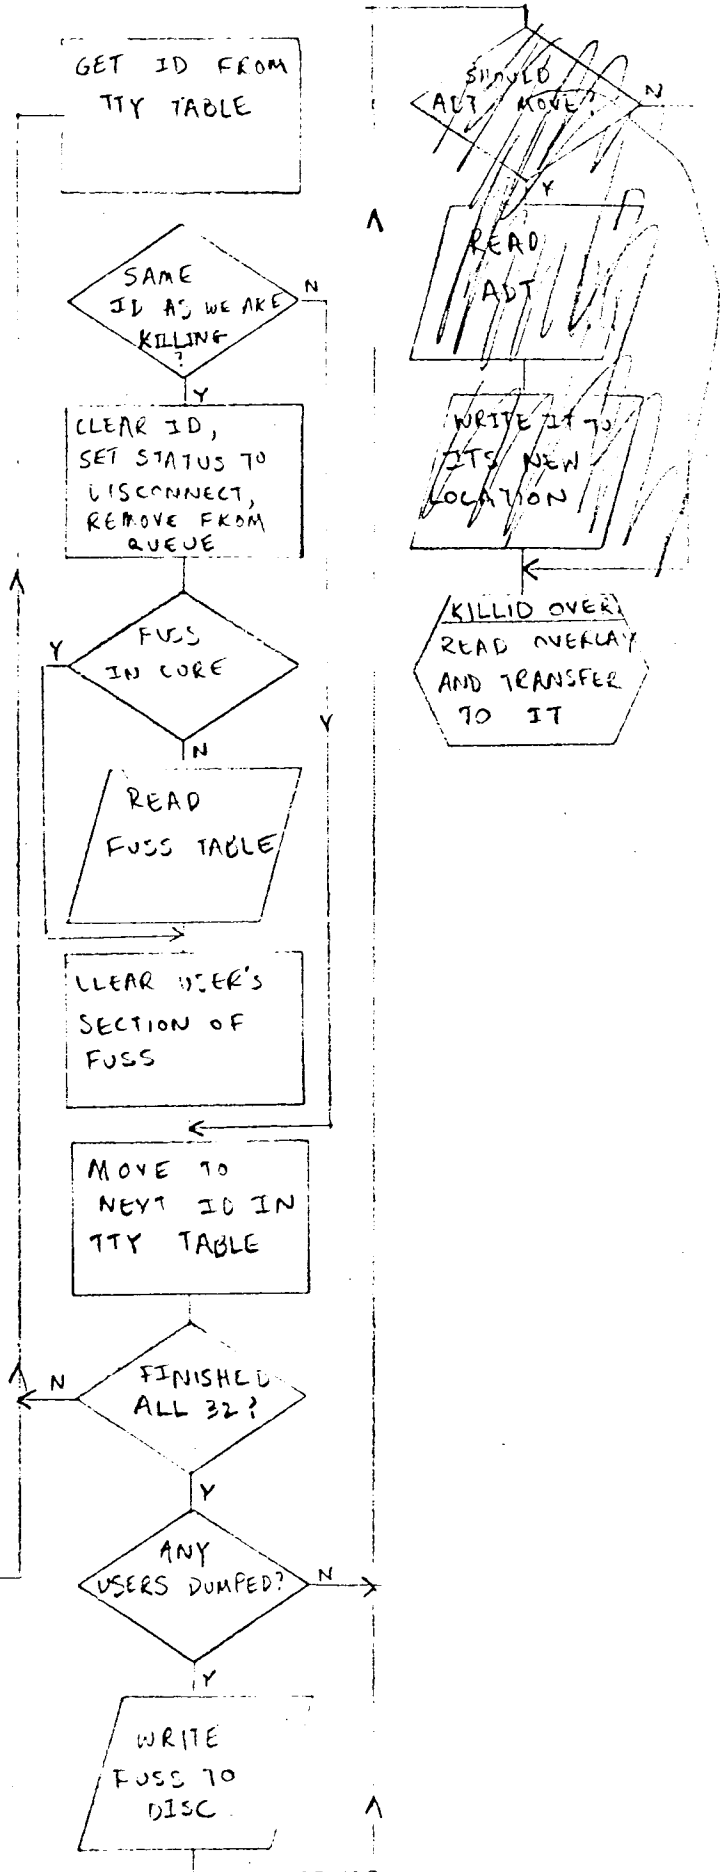 GET ID FROM
TTY TABLE
SAME
ID AS WE ARE
KILLING
?
N
Y
CLEAR ID,
SET STATUS TO
DISCONNECT,
REMOVE FROM
QUEUE
FUSS
IN CORE
Y
N
READ
FUSS TABLE
CLEAR USER'S
SECTION OF
FUSS
MOVE TO
NEXT ID IN
TTY TABLE
FINISHED
ALL 32?
N
Y
ANY
USERS DUMPED?
N
Y
WRITE
FUSS TO
DISC
SHOULD
ADT MOVE?
N
Y
READ
ADT
WRITE IT TO
ITS NEW
LOCATION
KILLID OVER.
READ OVERLAY
AND TRANSFER
TO IT